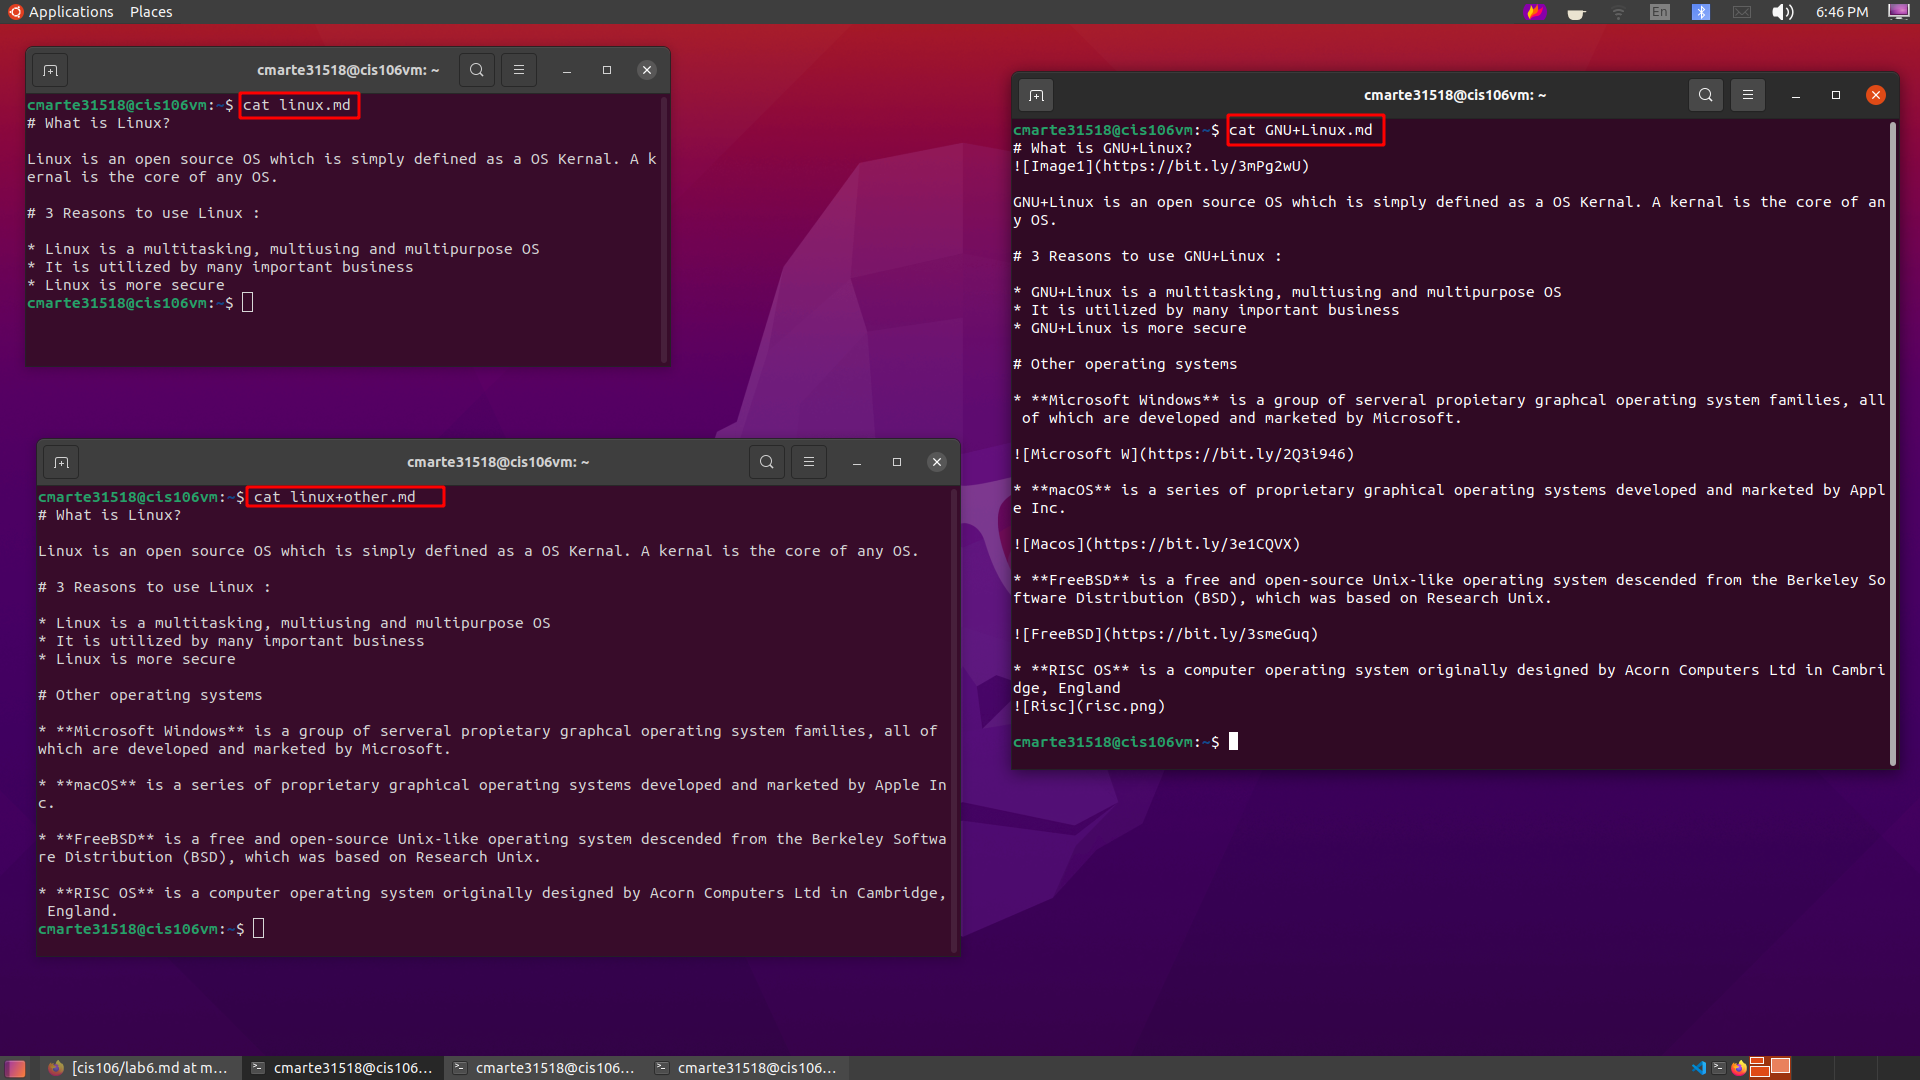 Applications Places
En
6:46 PM
cmarte31518@cis106vm: ~
cmarte31518@cis106vm:~$ cat linux.md
# What is Linux?
Linux is an open source OS which is simply defined as a OS Kernal. A k
ernal is the core of any OS.
# 3 Reasons to use Linux :
* Linux is a multitasking, multiusing and multipurpose OS
* It is utilized by many important business
* Linux is more secure
cmarte31518@cis106vm:~$
cmarte31518@cis106vm: ~
cmarte31518@cis106vm:~$ cat linux+other.md
# What is Linux?
Linux is an open source OS which is simply defined as a OS Kernal. A kernal is the core of any OS.
# 3 Reasons to use Linux :
* Linux is a multitasking, multiusing and multipurpose OS
* It is utilized by many important business
* Linux is more secure
# Other operating systems
* **Microsoft Windows** is a group of serveral propietary graphcal operating system families, all of
which are developed and marketed by Microsoft.
* **macOS** is a series of proprietary graphical operating systems developed and marketed by Apple In
c.
* **FreeBSD** is a free and open-source Unix-like operating system descended from the Berkeley Softwa
re Distribution (BSD), which was based on Research Unix.
* **RISC OS** is a computer operating system originally designed by Acorn Computers Ltd in Cambridge,
England.
cmarte31518@cis106vm:~$
cmarte31518@cis106vm: ~
cmarte31518@cis106vm:~$ cat GNU+Linux.md
# What is GNU+Linux?
![Image1](https://bit.ly/3mPg2wU)
GNU+Linux is an open source OS which is simply defined as a OS Kernal. A kernal is the core of an
y OS.
# 3 Reasons to use GNU+Linux :
* GNU+Linux is a multitasking, multiusing and multipurpose OS
* It is utilized by many important business
* GNU+Linux is more secure
# Other operating systems
* **Microsoft Windows** is a group of serveral propietary graphcal operating system families, all
of which are developed and marketed by Microsoft.
![Microsoft W](https://bit.ly/2Q3i946)
* **macOS** is a series of proprietary graphical operating systems developed and marketed by Appl
e Inc.
![Macos](https://bit.ly/3e1CQVX)
* **FreeBSD** is a free and open-source Unix-like operating system descended from the Berkeley So
ftware Distribution (BSD), which was based on Research Unix.
![FreeBSD](https://bit.ly/3smeGuq)
* **RISC OS** is a computer operating system originally designed by Acorn Computers Ltd in Cambri
dge, England
![Risc](risc.png)
cmarte31518@cis106vm:~$
[cis106/lab6.md at m...
cmarte31518@cis106...
cmarte31518@cis106...
cmarte31518@cis106...